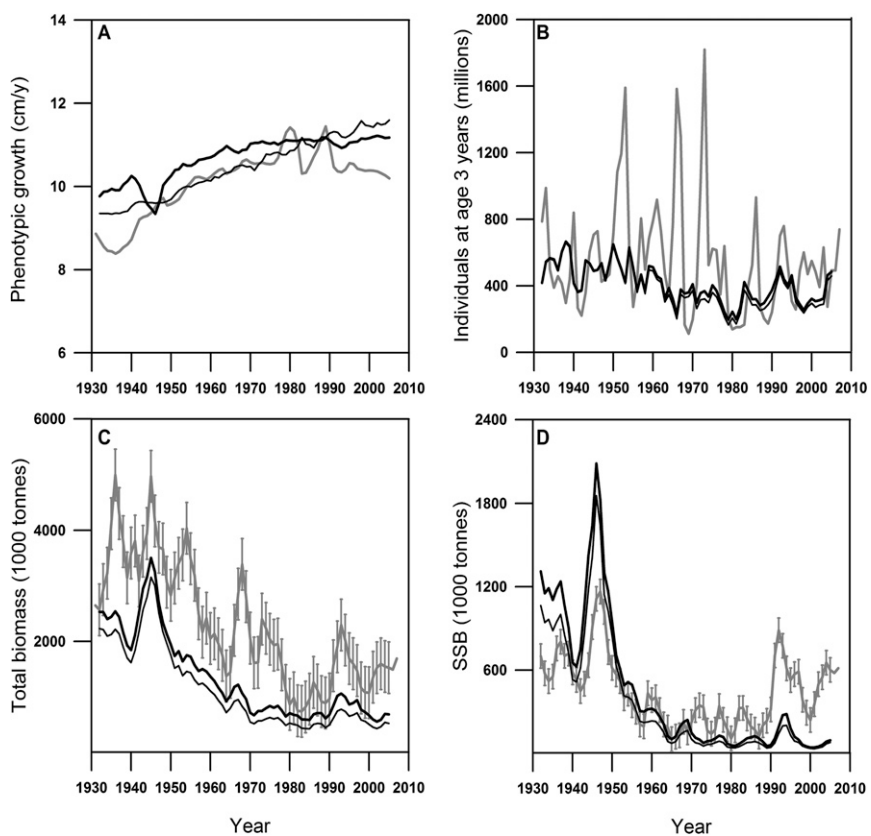 A
Phenotypic growth (cm/y)
14
12
10
8
6
1930 1940 1950 1960 1970 1980 1990 2000 2010
B
Individuals at age 3 years (millions)
2000
1600
1200
800
400
0
1930 1940 1950 1960 1970 1980 1990 2000 2010
C
Total biomass (1000 tonnes)
6000
4000
2000
1930 1940 1950 1960 1970 1980 1990 2000 2010
Year
D
SSB (1000 tonnes)
2400
1800
1200
600
1930 1940 1950 1960 1970 1980 1990 2000 2010
Year